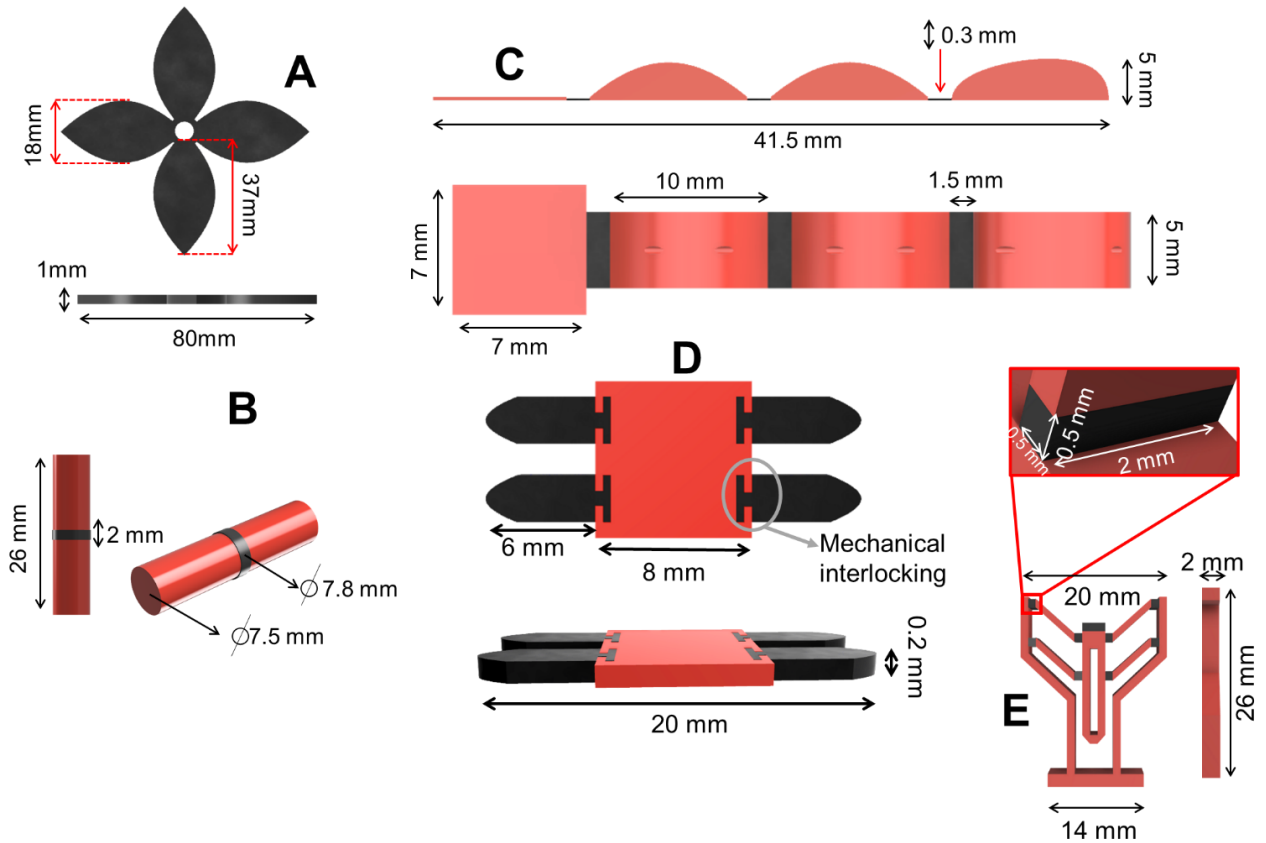 A
18mm
37mm
1mm
80mm
B
26 mm
2 mm
∅7.8 mm
∅7.5 mm
C
0.3 mm
5 mm
41.5 mm
10 mm
1.5 mm
7 mm
5 mm
7 mm
D
6 mm
8 mm
Mechanical
interlocking
0.2 mm
20 mm
0.5 mm
0.5 mm
2 mm
20 mm
2 mm
26 mm
E
14 mm